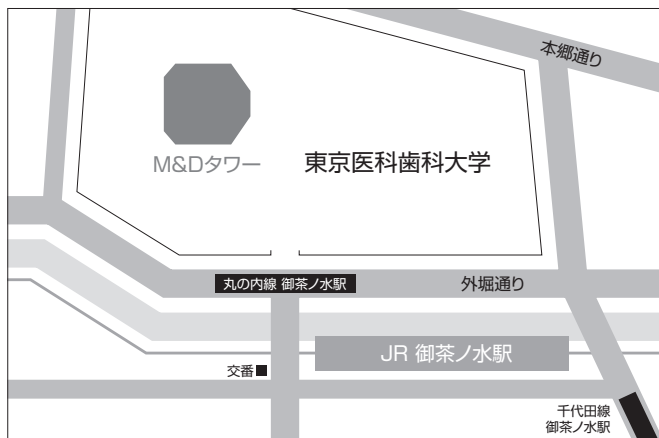 本郷通り
M&Dタワー
東京医科歯科大学
丸の内線 御茶ノ水駅
外堀通り
JR 御茶ノ水駅
交番
千代田線
御茶ノ水駅